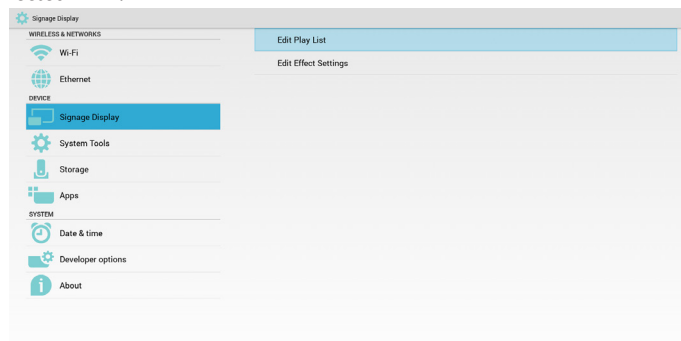 Signage Display
WIRELESS & NETWORKS
Wi-Fi
Ethernet
DEVICE
Signage Display
System Tools
Storage
Apps
SYSTEM
Date & time
Developer options
About
Edit Play List
Edit Effect Settings